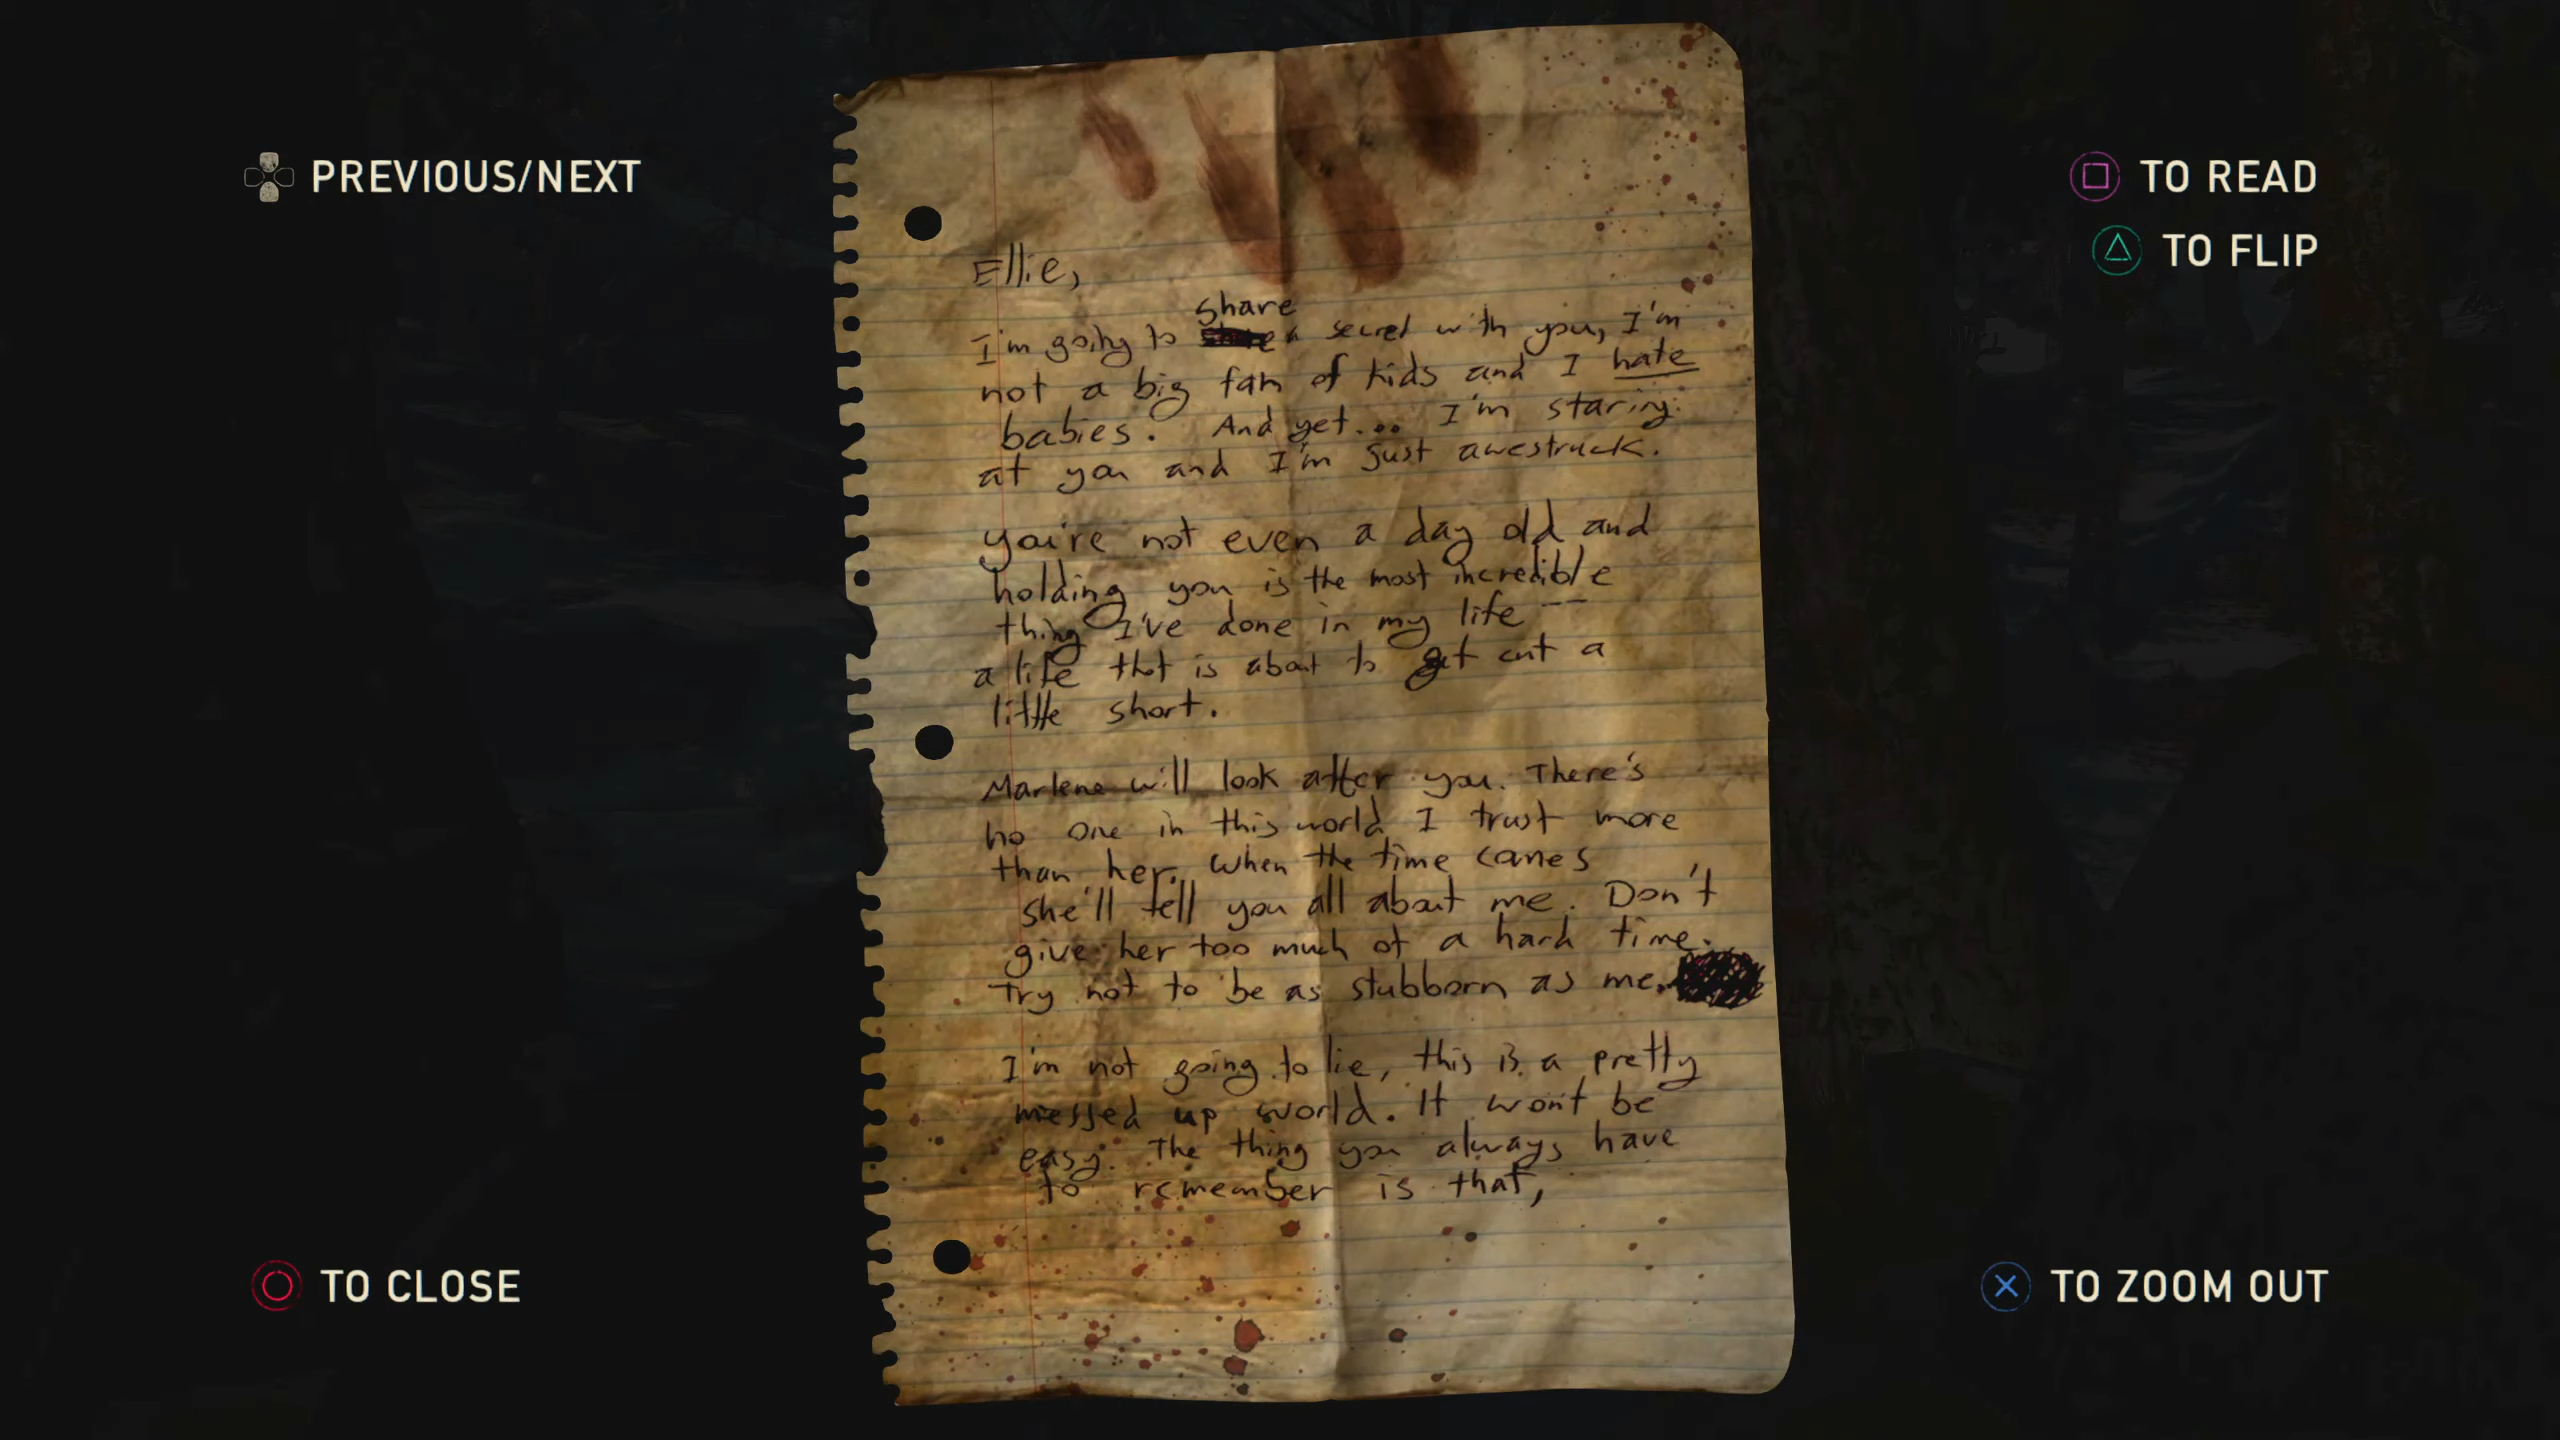 PREVIOUS/NEXT
TO READ
TO FLIP
Ellie,
share
I'm going to a secret with you, I'm
not a big fan of kids and I hate
babies. And yet... I'm staring
at you and I'm just awestruck.
you're not even a day old and
holding you is the most incredible
thing I've done in my life --
a life that is about to get cut a
little short.
Marlene will look after you. There's
no one in this world I trust more
than her. When the time comes
she'll tell you all about me. Don't
give her too much of a hard time.
Try not to be as stubborn as me.
I'm not going to lie, this is a pretty
messed up world. It won't be
easy. The thing you always have
to remember is that,
TO CLOSE
TO ZOOM OUT